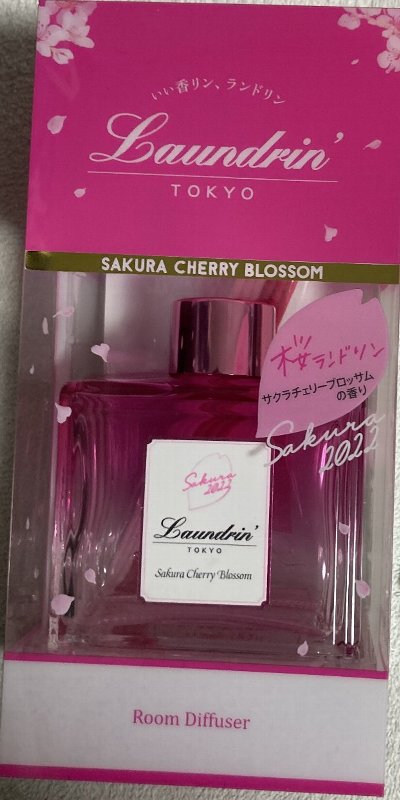 いい香リン、ランドリン
Laundrin'
TOKYO
SAKURA CHERRY BLOSSOM
桜ランドリン
サクラチェリーブロッサム
の香り
Sakura
2022
Sakura
2022
Laundrin'
TOKYO
Sakura Cherry Blossom
Room Diffuser